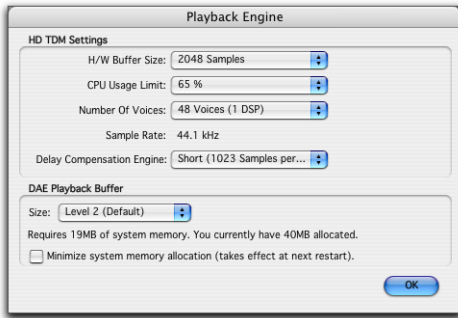 Playback Engine
HD TDM Settings
H/W Buffer Size: 2048 Samples
CPU Usage Limit: 65 %
Number Of Voices: 48 Voices (1 DSP)
Sample Rate: 44.1 kHz
Delay Compensation Engine: Short (1023 Samples per...
DAE Playback Buffer
Size: Level 2 (Default)
Requires 19MB of system memory. You currently have 40MB allocated.
Minimize system memory allocation (takes effect at next restart).
OK